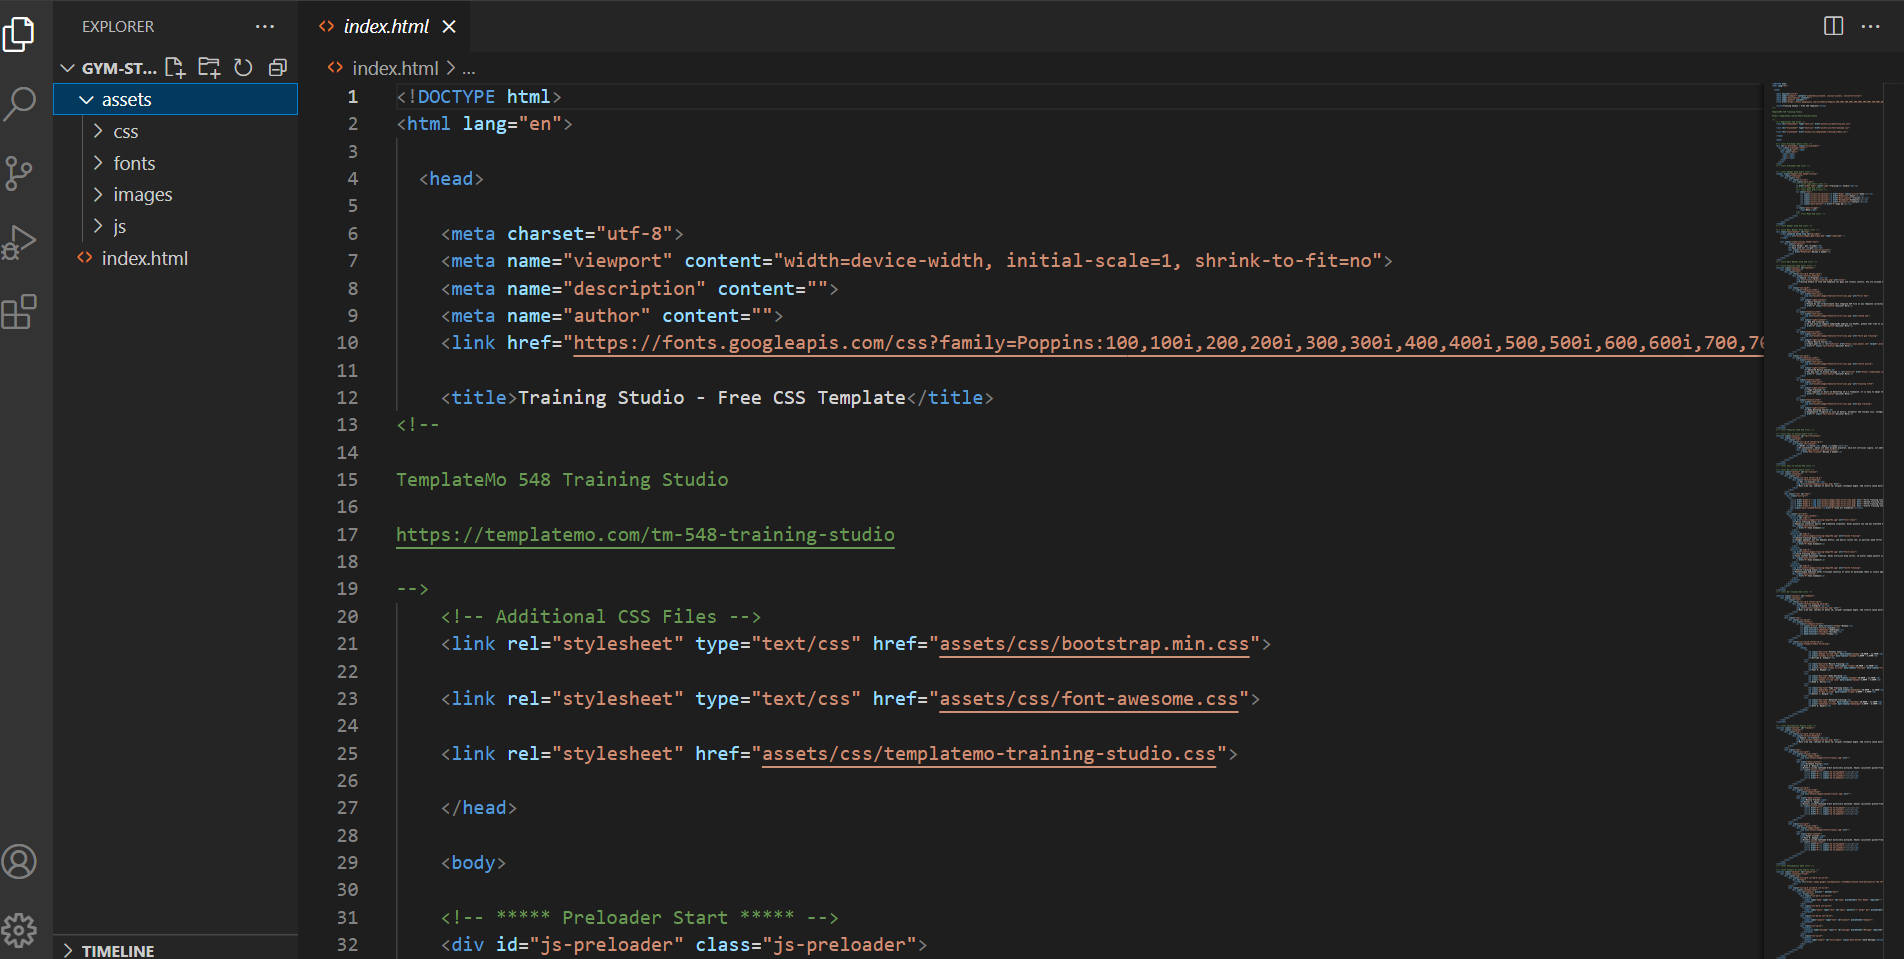 EXPLORER
GYM-ST...
assets
css
fonts
images
js
index.html
TIMELINE
index.html
index.html > ...
1 <!DOCTYPE html>
2 <html lang="en">
3
4 <head>
5
6 <meta charset="utf-8">
7 <meta name="viewport" content="width=device-width, initial-scale=1, shrink-to-fit=no">
8 <meta name="description" content="">
9 <meta name="author" content="">
10 <link href="https://fonts.googleapis.com/css?family=Poppins:100,100i,200,200i,300,300i,400,400i,500,500i,600,600i,700,70
11
12 <title>Training Studio - Free CSS Template</title>
13 <!--
14
15 TemplateMo 548 Training Studio
16
17 https://templatemo.com/tm-548-training-studio
18
19 -->
20 <!-- Additional CSS Files -->
21 <link rel="stylesheet" type="text/css" href="assets/css/bootstrap.min.css">
22
23 <link rel="stylesheet" type="text/css" href="assets/css/font-awesome.css">
24
25 <link rel="stylesheet" href="assets/css/templatemo-training-studio.css">
26
27 </head>
28
29 <body>
30
31 <!-- ***** Preloader Start ***** -->
32 <div id="js-preloader" class="js-preloader">